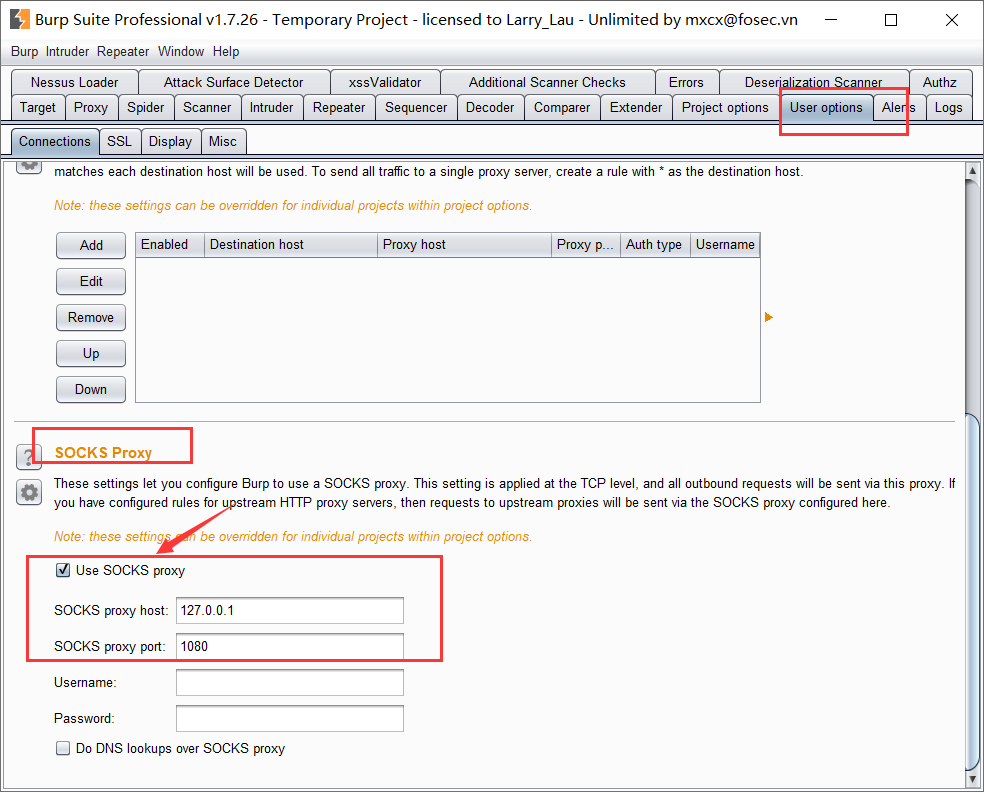 Burp Suite Professional v1.7.26 - Temporary Project - licensed to Larry_Lau - Unlimited by mxcx@fosec.vn
Burp Intruder Repeater Window Help
Nessus Loader Attack Surface Detector xssValidator Additional Scanner Checks Errors Deserialization Scanner Authz
Target Proxy Spider Scanner Intruder Repeater Sequencer Decoder Comparer Extender Project options User options Alerts Logs
Connections SSL Display Misc
matches each destination host will be used. To send all traffic to a single proxy server, create a rule with * as the destination host.
Note: these settings can be overridden for individual projects within project options.
Add Enabled Destination host Proxy host Proxy p... Auth type Username
Edit
Remove
Up
Down
? SOCKS Proxy
These settings let you configure Burp to use a SOCKS proxy. This setting is applied at the TCP level, and all outbound requests will be sent via this proxy. If
you have configured rules for upstream HTTP proxy servers, then requests to upstream proxies will be sent via the SOCKS proxy configured here.
Note: these settings can be overridden for individual projects within project options.
Use SOCKS proxy
SOCKS proxy host: 127.0.0.1
SOCKS proxy port: 1080
Username:
Password:
Do DNS lookups over SOCKS proxy